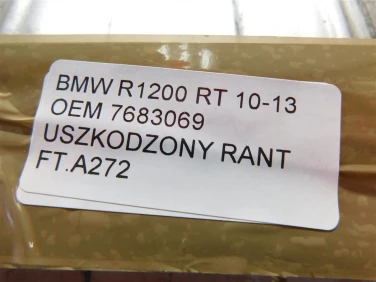 BMW R1200 RT 10-13
OEM 7683069
USZKODZONY RANT
FT.A272